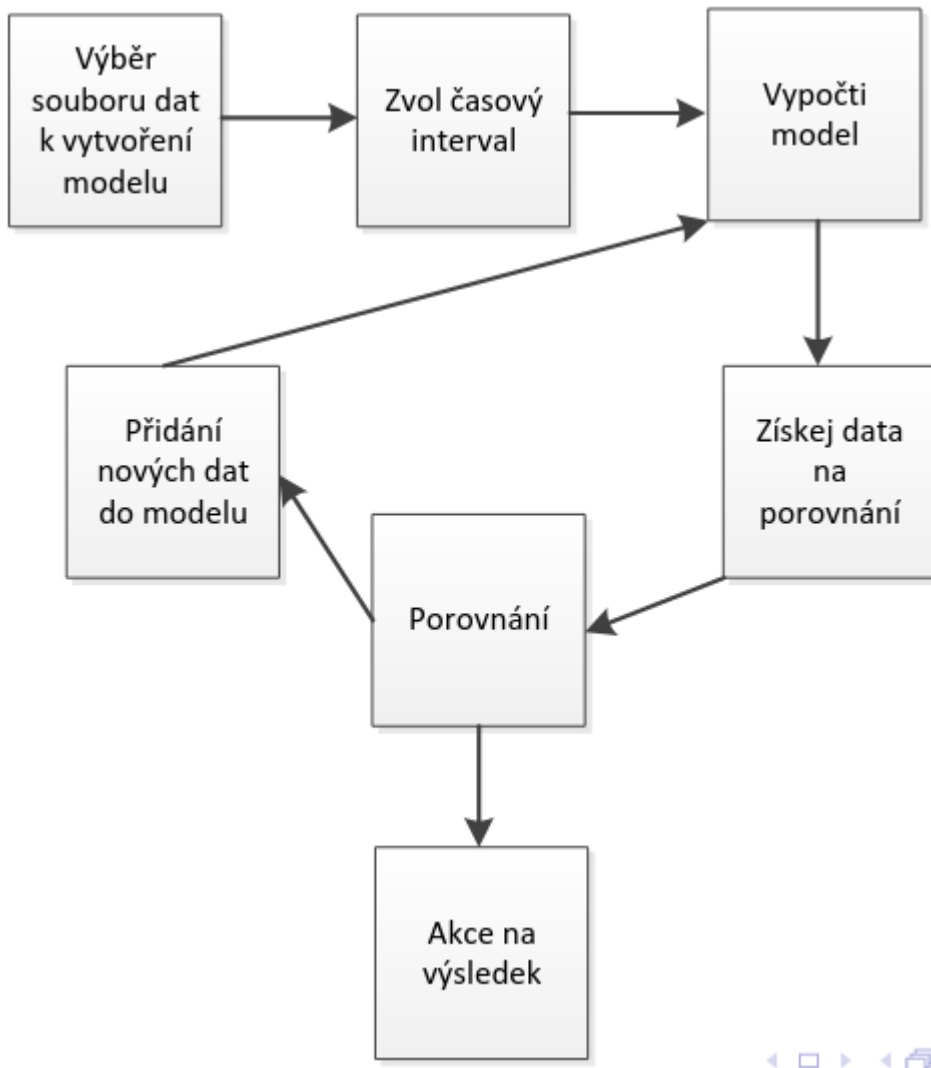 Výběr
souboru dat
k vytvoření
modelu
Zvol časový
interval
Vypočti
model
Získej data
na
porovnání
Porovnání
Přidání
nových dat
do modelu
Akce na
výsledek